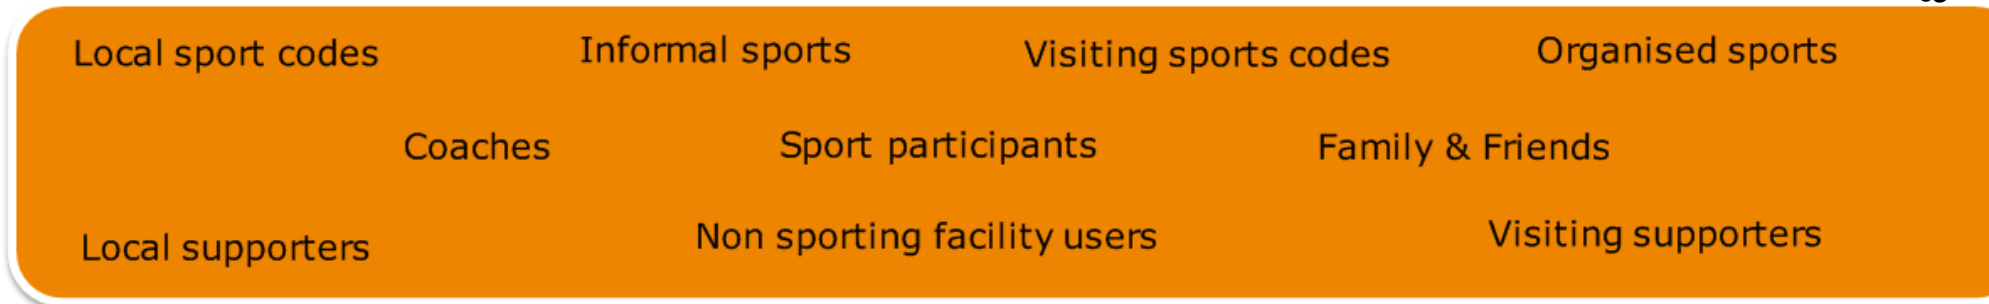 Local sport codes Informal sports Visiting sports codes Organised sports
Coaches Sport participants Family & Friends
Local supporters Non sporting facility users Visiting supporters